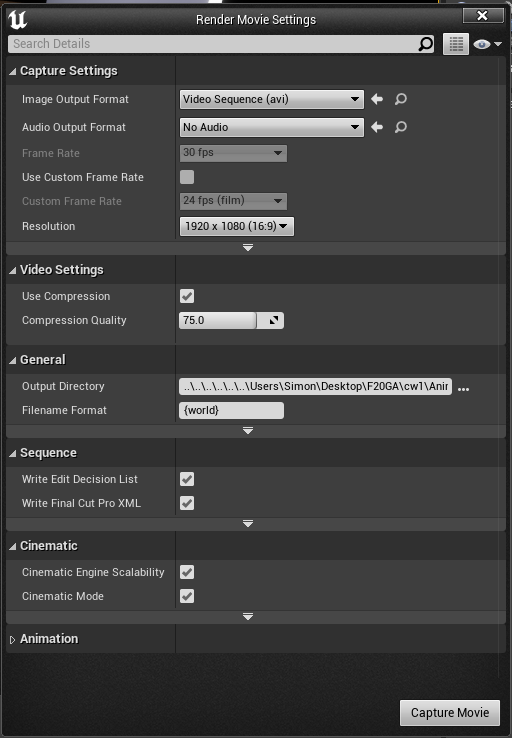 Render Movie Settings
Search Details
Capture Settings
Image Output Format Video Sequence (avi)
Audio Output Format No Audio
Frame Rate 30 fps
Use Custom Frame Rate
Custom Frame Rate 24 fps (film)
Resolution 1920 x 1080 (16:9)
Video Settings
Use Compression
Compression Quality 75.0
General
Output Directory ..\..\..\..\..\..\Users\Simon\Desktop\F20GA\cw1\Anir
Filename Format {world}
Sequence
Write Edit Decision List
Write Final Cut Pro XML
Cinematic
Cinematic Engine Scalability
Cinematic Mode
Animation
Capture Movie